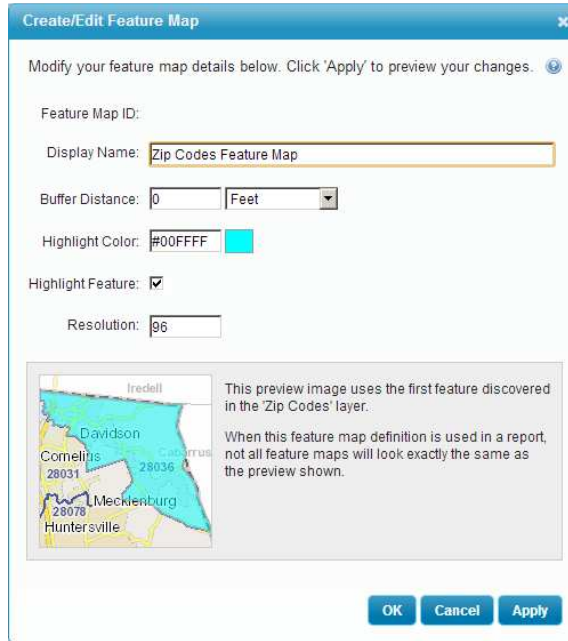 Create/Edit Feature Map
Modify your feature map details below. Click 'Apply' to preview your changes.
Feature Map ID:
Display Name: Zip Codes Feature Map
Buffer Distance: 0 Feet
Highlight Color: #00FFFF
Highlight Feature:
Resolution: 96
Iredell
Davidson
Cornelius
Cabarrus
28031
28036
Mecklenburg
28078
Huntersville
This preview image uses the first feature discovered
in the 'Zip Codes' layer.
When this feature map definition is used in a report,
not all feature maps will look exactly the same as
the preview shown.
OK Cancel Apply